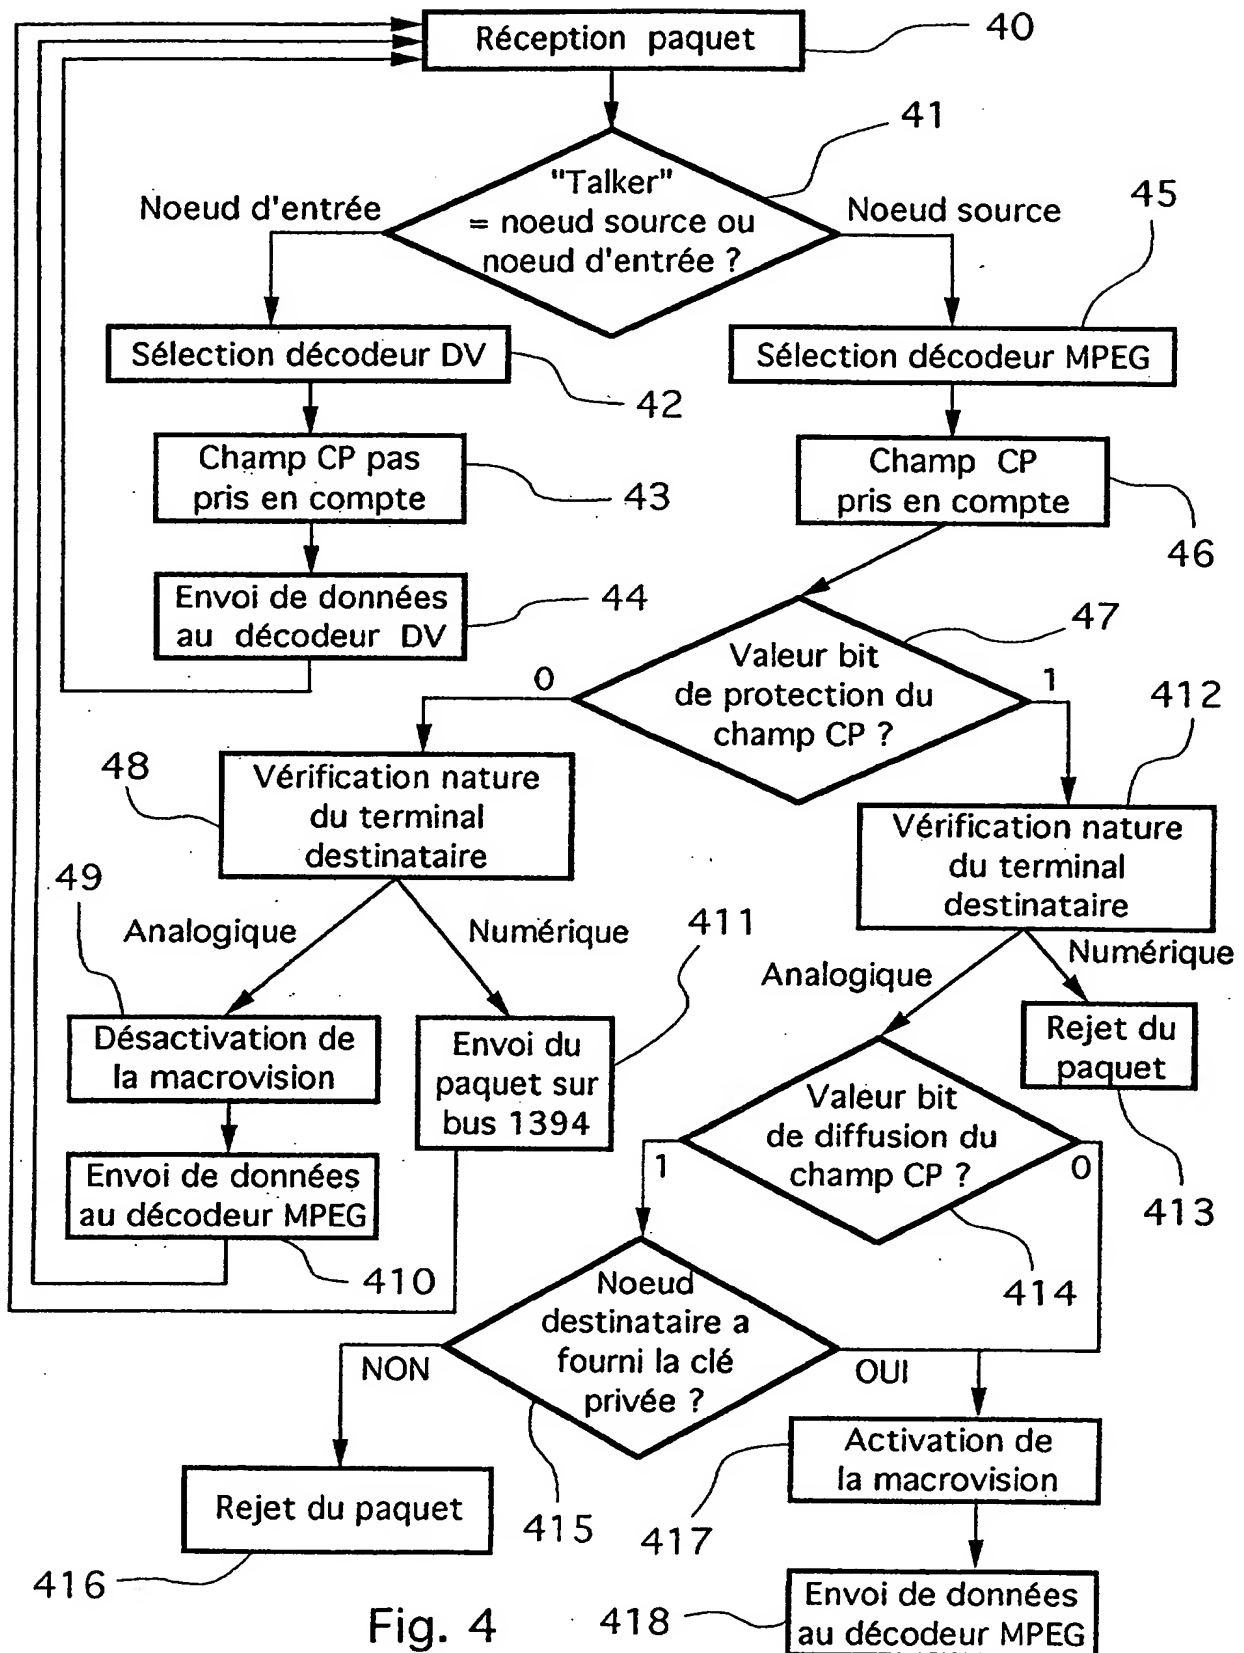 Réception paquet
40
41
"Talker"
= noeud source ou
noeud d'entrée ?
Noeud d'entrée
Noeud source
45
Sélection décodeur DV
42
Sélection décodeur MPEG
Champ CP pas
pris en compte
43
Champ CP
pris en compte
46
Envoi de données
au décodeur DV
44
47
Valeur bit
de protection du
champ CP ?
0
1
412
48
Vérification nature
du terminal
destinataire
Vérification nature
du terminal
destinataire
49
Analogique
Numérique
411
Analogique
Numérique
Désactivation de
la macrovision
Envoi du
paquet sur
bus 1394
Rejet du
paquet
413
Valeur bit
de diffusion du
champ CP ?
1
0
414
Envoi de données
au décodeur MPEG
410
Noeud
destinataire a
fourni la clé
privée ?
NON
OUI
415
Activation de
la macrovision
417
Rejet du paquet
416
Envoi de données
au décodeur MPEG
418
Fig. 4